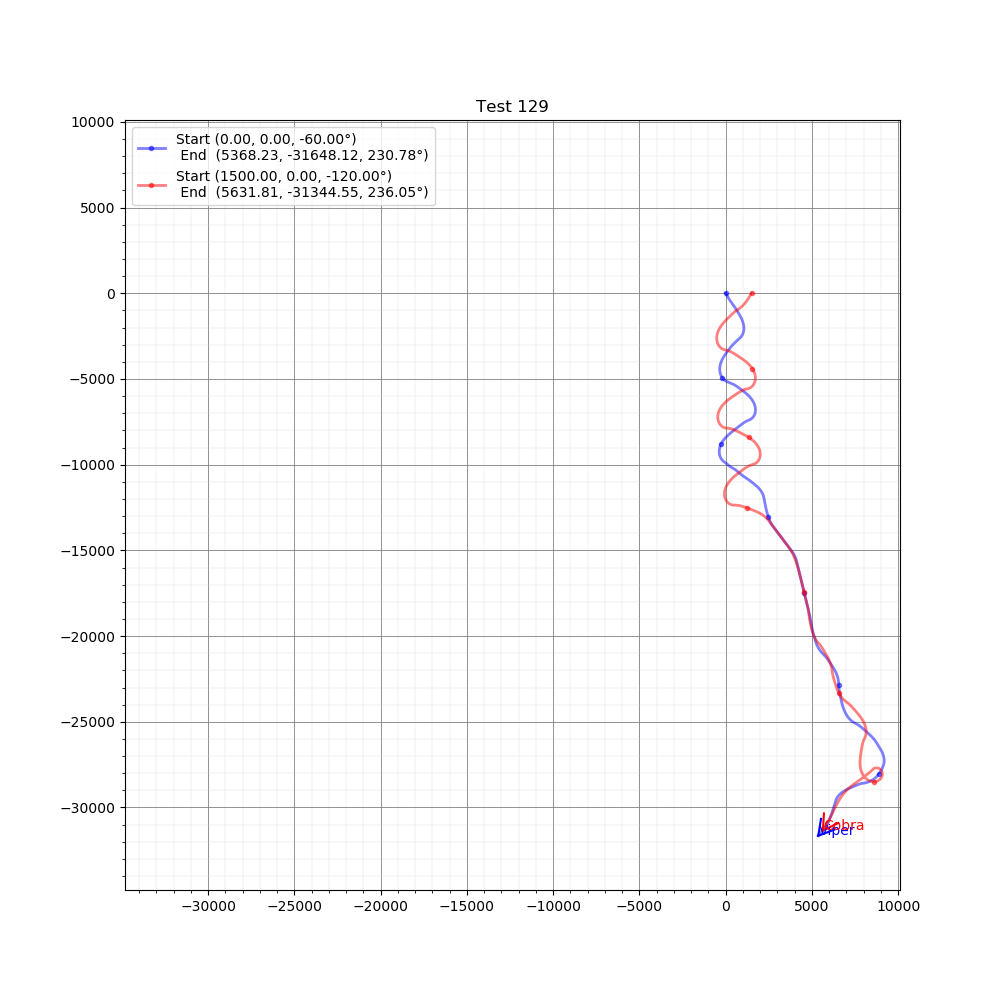 Test 129
Start (0.00, 0.00, -60.00°)
End (5368.23, -31648.12, 230.78°)
Start (1500.00, 0.00, -120.00°)
End (5631.81, -31344.55, 236.05°)
10000
5000
0
−5000
−10000
−15000
−20000
−25000
−30000
Cobra
Viper
−30000 −25000 −20000 −15000 −10000 −5000 0 5000 10000